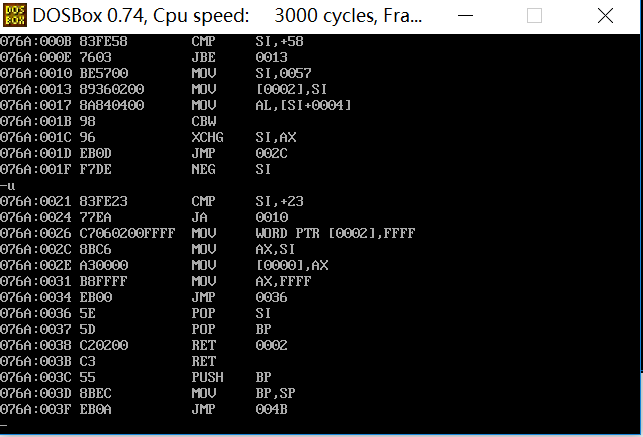 DOS
BOX
DOSBox 0.74, Cpu speed:     3000 cycles, Fra...
076A:000B 83FE58        CMP     SI,+58
076A:000E 7603          JBE     0013
076A:0010 BE5700        MOV     SI,0057
076A:0013 89360200      MOV     [0002],SI
076A:0017 8A840400      MOV     AL,[SI+0004]
076A:001B 98            CBW
076A:001C 96            XCHG    SI,AX
076A:001D EB0D          JMP     002C
076A:001F F7DE          NEG     SI
-u
076A:0021 83FE23        CMP     SI,+23
076A:0024 77EA          JA      0010
076A:0026 C7060200FFFF  MOV     WORD PTR [0002],FFFF
076A:002C 8BC6          MOV     AX,SI
076A:002E A30000        MOV     [0000],AX
076A:0031 B8FFFF        MOV     AX,FFFF
076A:0034 EB00          JMP     0036
076A:0036 5E            POP     SI
076A:0037 5D            POP     BP
076A:0038 C20200        RET     0002
076A:003B C3            RET
076A:003C 55            PUSH    BP
076A:003D 8BEC          MOV     BP,SP
076A:003F EB0A          JMP     004B
-